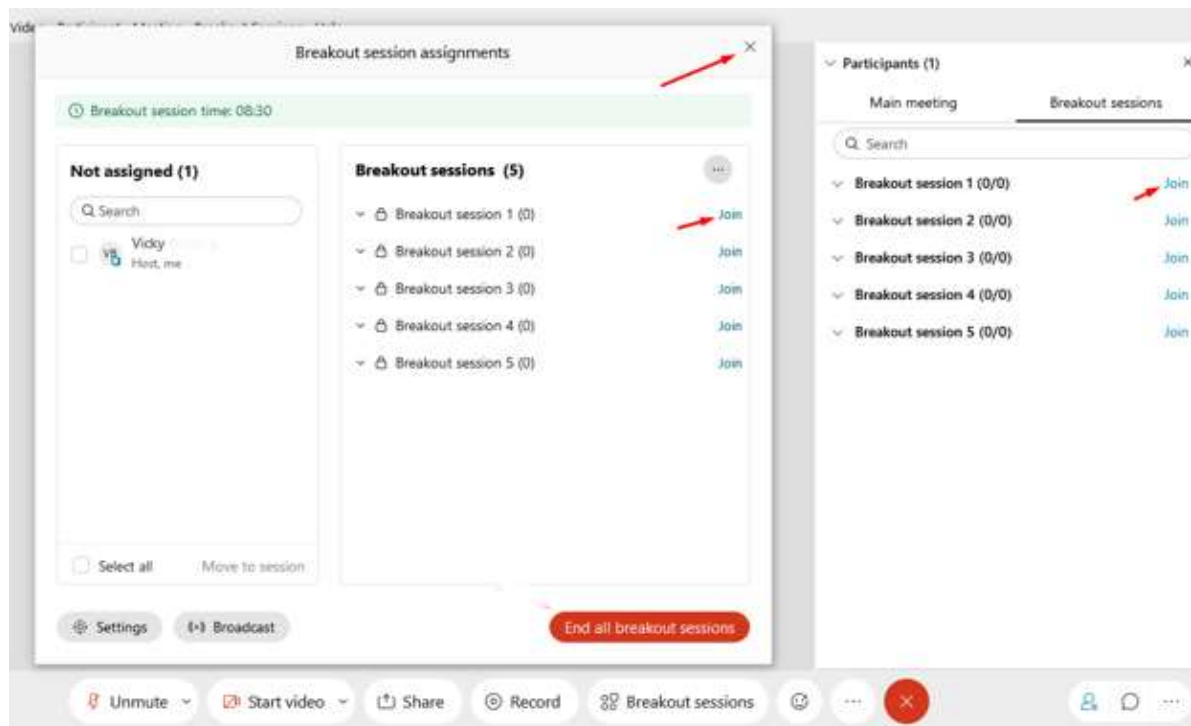 Breakout session assignments
Breakout session time: 08:30
Not assigned (1)
Search
Vicky
Host, me
Select all
Move to session
Breakout sessions (5)
Breakout session 1 (0) Join
Breakout session 2 (0) Join
Breakout session 3 (0) Join
Breakout session 4 (0) Join
Breakout session 5 (0) Join
Settings
Broadcast
End all breakout sessions
Participants (1)
Main meeting
Breakout sessions
Search
Breakout session 1 (0/0) Join
Breakout session 2 (0/0) Join
Breakout session 3 (0/0) Join
Breakout session 4 (0/0) Join
Breakout session 5 (0/0) Join
Unmute
Start video
Share
Record
Breakout sessions